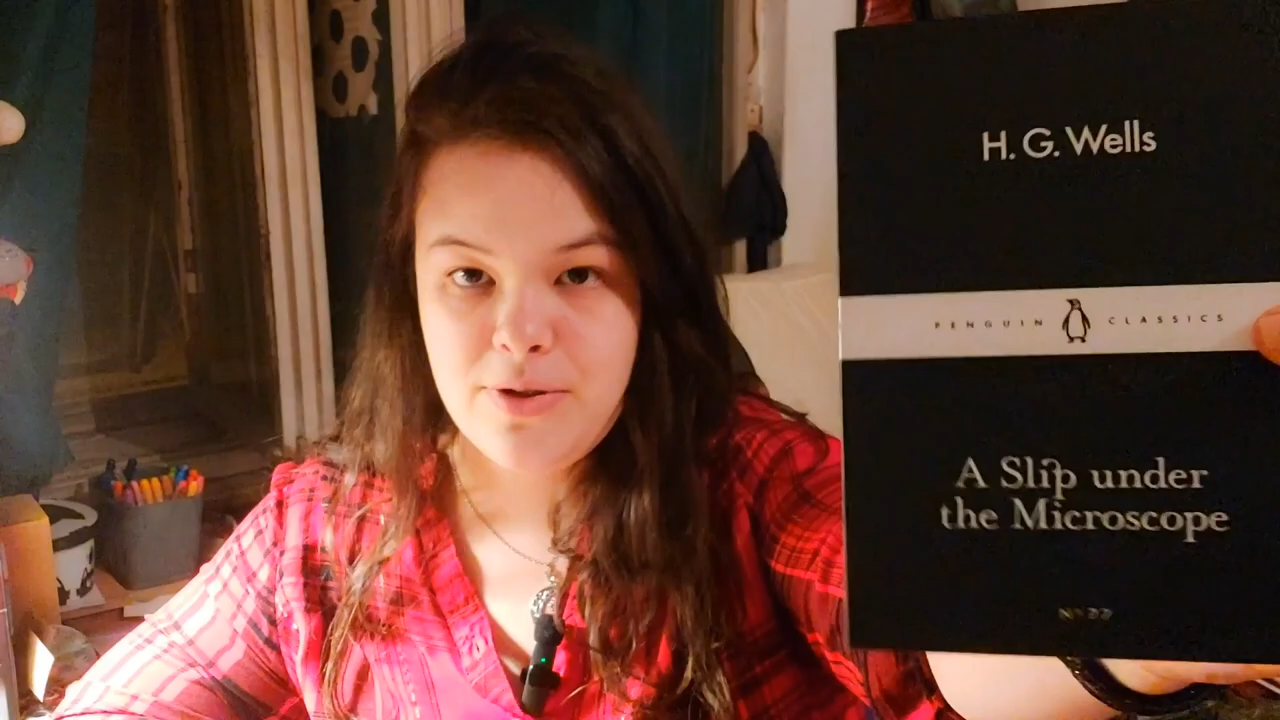 H. G. Wells
PENGUIN CLASSICS
A Slip under
the Microscope